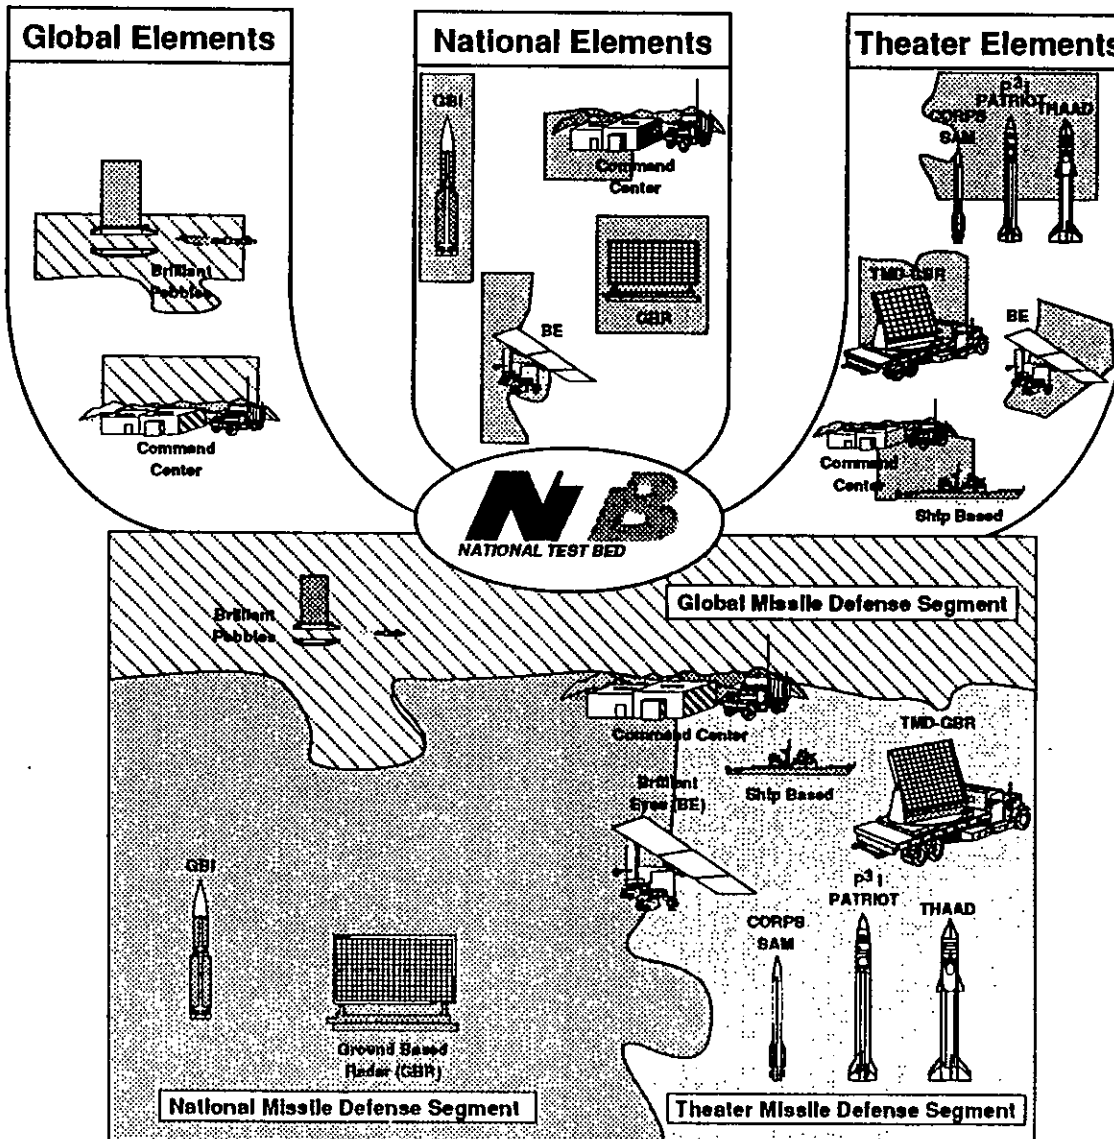 Global Elements
Brilliant
Pebbles
Command
Center
National Elements
GBI
Command
Center
GBR
BE
Theater Elements
P3I
PATRIOT
CORPS
SAM
THAAD
TMD-GBR
BE
Command
Center
Ship Based
NTB
NATIONAL TEST BED
Global Missile Defense Segment
Brilliant
Pebbles
Command Center
TMD-GBR
Ship Based
Brilliant
Eyes (BE)
GBI
P3I
PATRIOT
THAAD
CORPS
SAM
Ground Based
Radar (GBR)
National Missile Defense Segment
Theater Missile Defense Segment